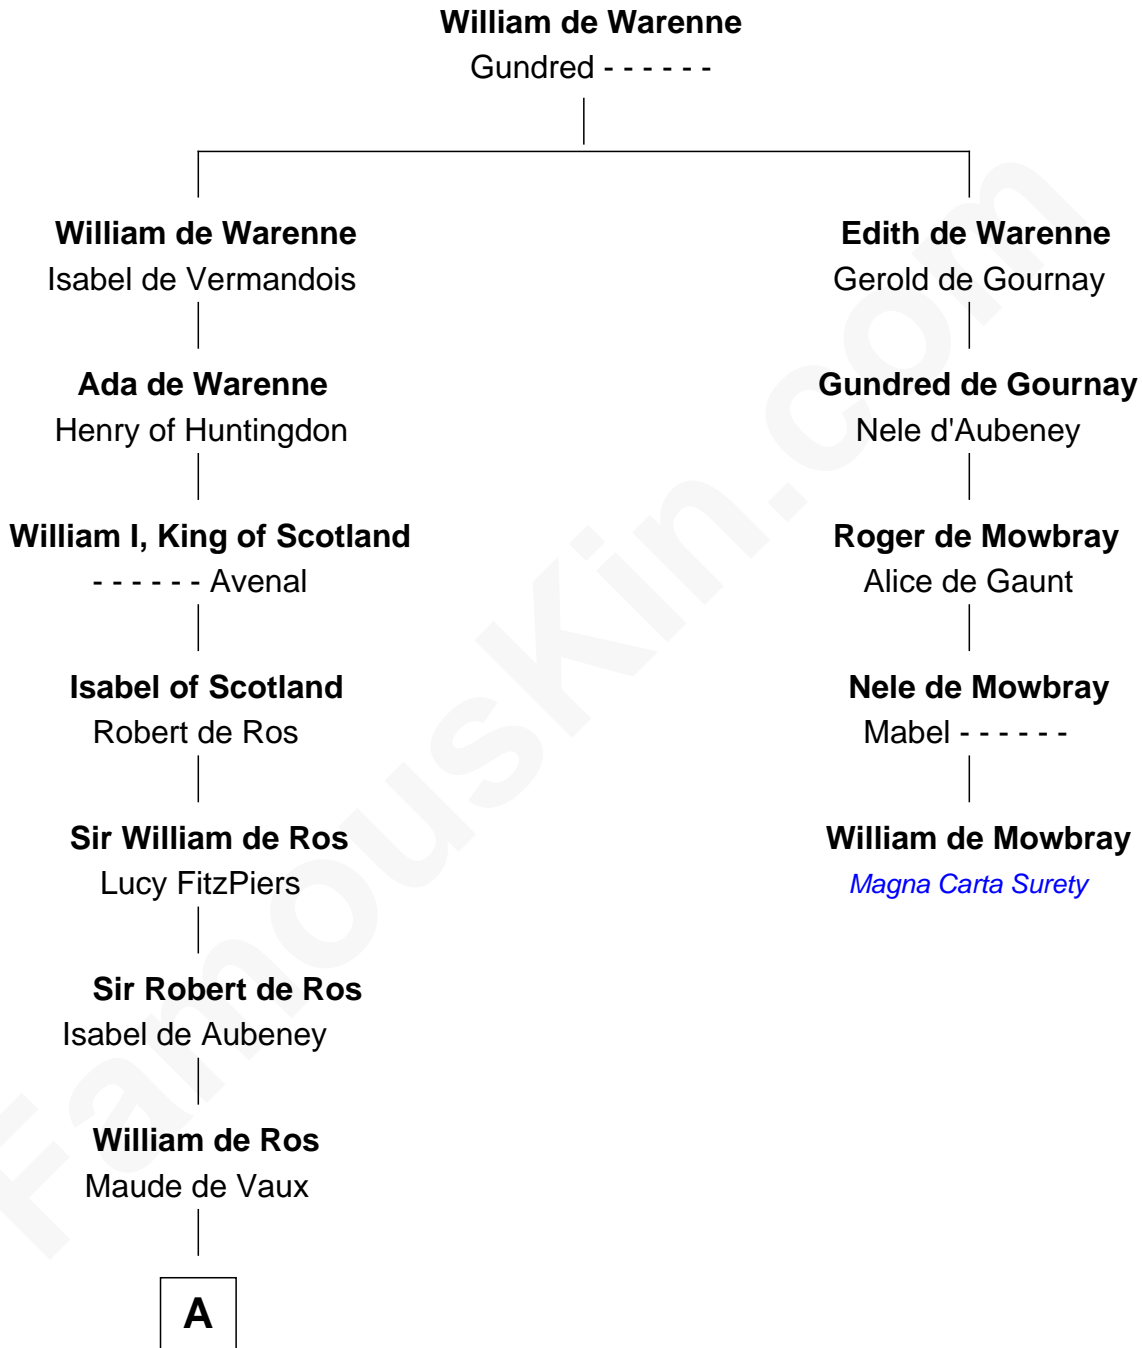 William de Warenne
Gundred - - - - - -
William de Warenne
Isabel de Vermandois
Ada de Warenne
Henry of Huntingdon
William I, King of Scotland
- - - - - - Avenal
Isabel of Scotland
Robert de Ros
Sir William de Ros
Lucy FitzPiers
Sir Robert de Ros
Isabel de Aubeney
William de Ros
Maude de Vaux
A
Edith de Warenne
Gerold de Gournay
Gundred de Gournay
Nele d'Aubeney
Roger de Mowbray
Alice de Gaunt
Nele de Mowbray
Mabel - - - - - -
William de Mowbray
Magna Carta Surety
FamousKin.com